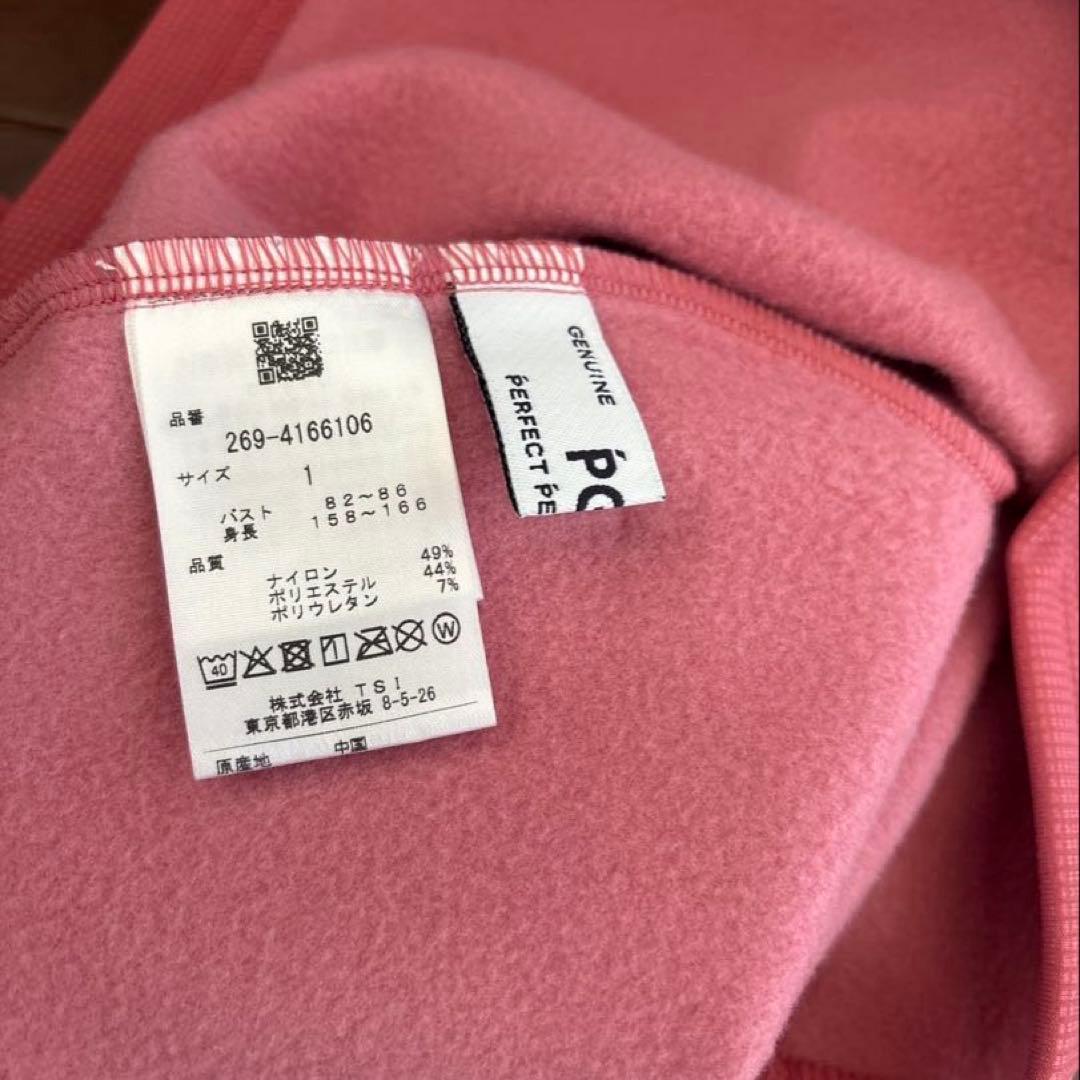 品番
269-4166106
サイズ 1
バスト 82～86
身長 158～166
品質
ナイロン 49%
ポリエステル 44%
ポリウレタン 7%
40
W
株式会社 TSI
東京都港区赤坂 8-5-26
原産地 中国
GENUINE
PERFECT